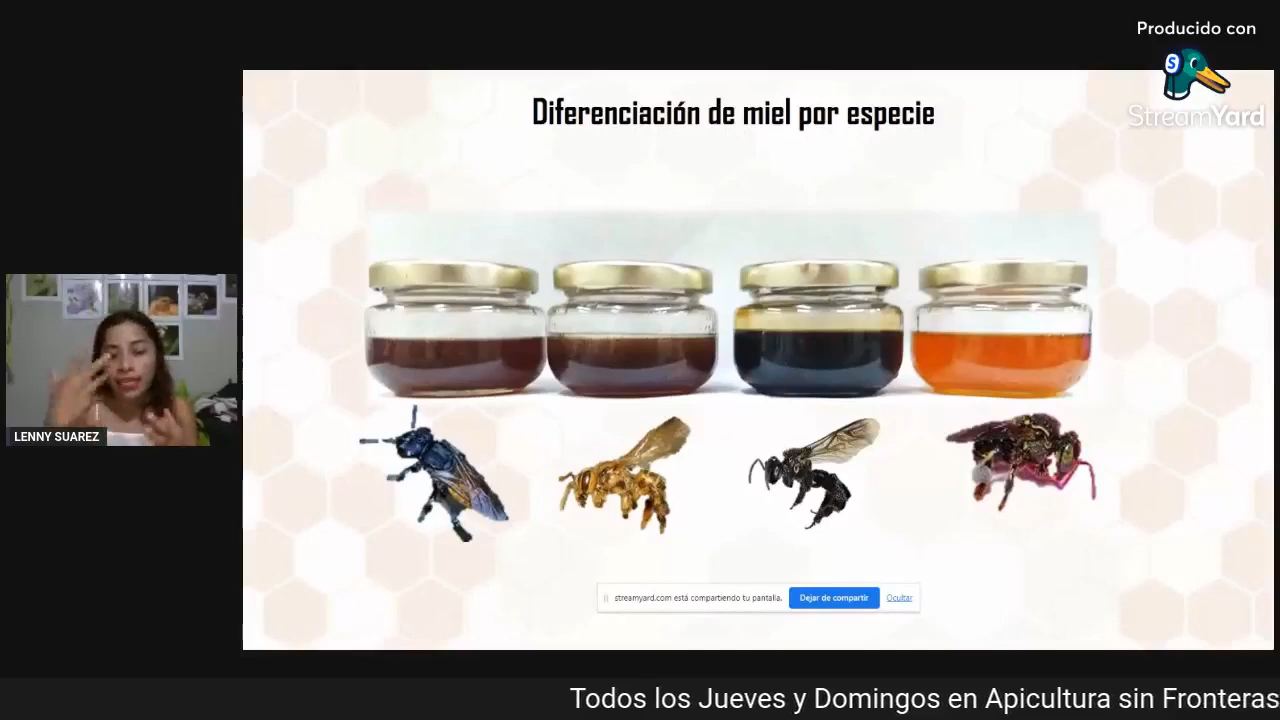 Producido con
StreamYard
Diferenciación de miel por especie
LENNY SUAREZ
streamyard.com está compartiendo tu pantalla.
Dejar de compartir
Ocultar
Todos los Jueves y Domingos en Apicultura sin Fronteras